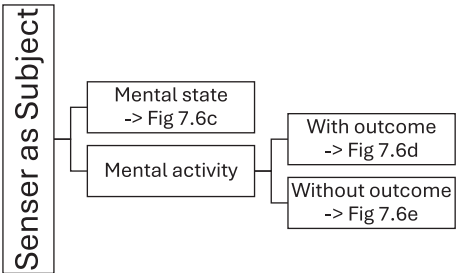 Senser as Subject
Mental state
-> Fig 7.6c
Mental activity
With outcome
-> Fig 7.6d
Without outcome
-> Fig 7.6e